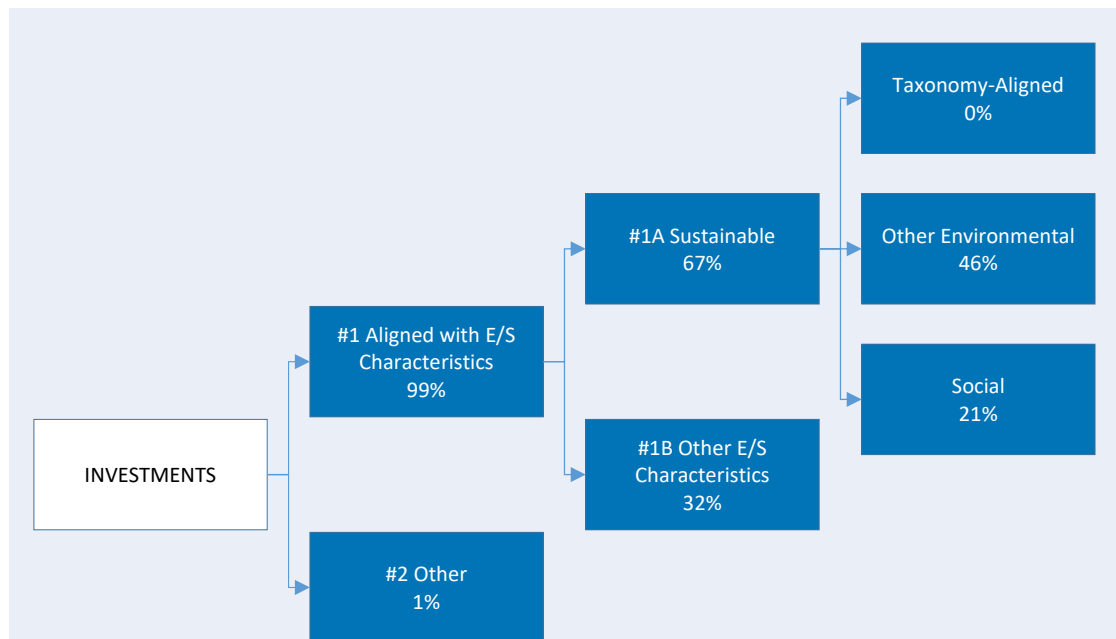 INVESTMENTS
#1 Aligned with E/S
Characteristics
99%
#2 Other
1%
#1A Sustainable
67%
#1B Other E/S
Characteristics
32%
Taxonomy-Aligned
0%
Other Environmental
46%
Social
21%